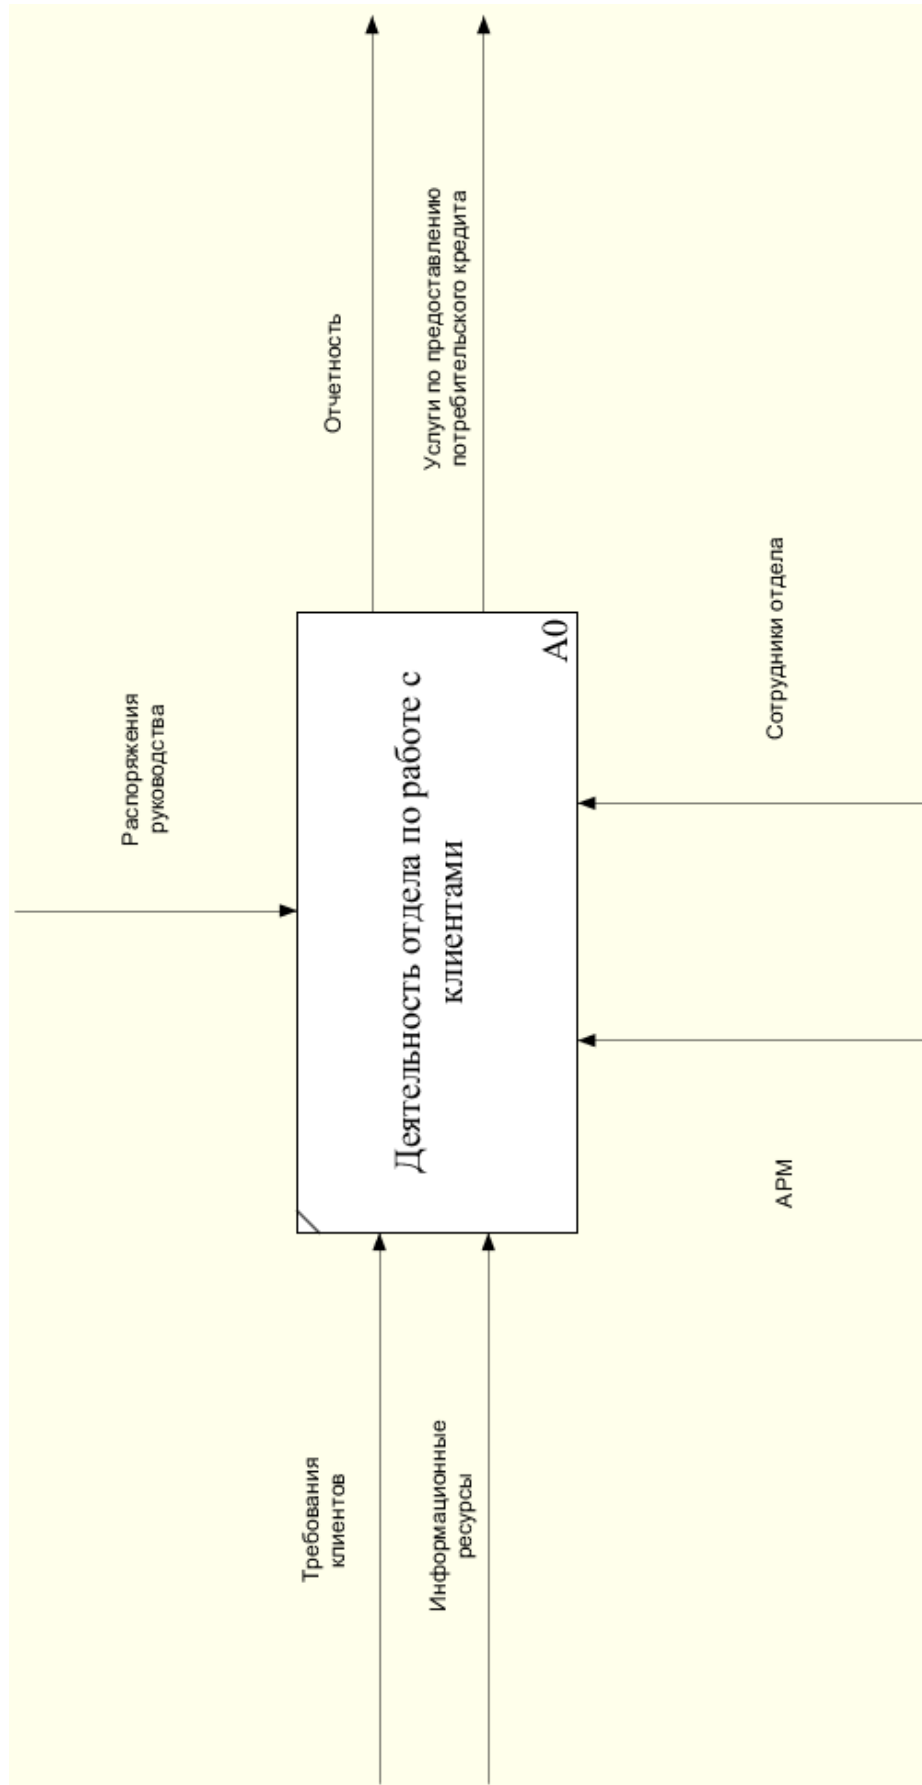 Распоряжения
руководства
Требования
клиентов
Информационные
ресурсы
Деятельность отдела по работе с
клиентами
A0
Отчетность
Услуги по предоставлению
потребительского кредита
АРМ
Сотрудники отдела